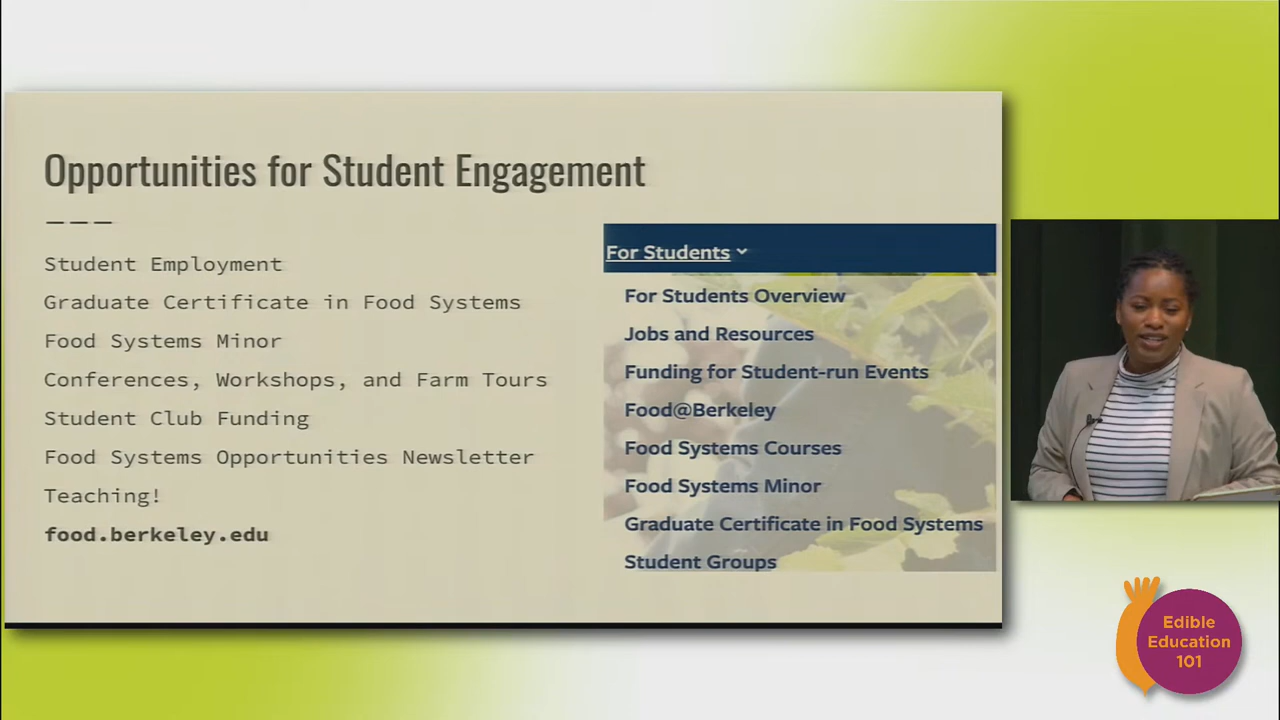 Opportunities for Student Engagement
Student Employment
Graduate Certificate in Food Systems
Food Systems Minor
Conferences, Workshops, and Farm Tours
Student Club Funding
Food Systems Opportunities Newsletter
Teaching!
food.berkeley.edu
For Students
For Students Overview
Jobs and Resources
Funding for Student-run Events
Food@Berkeley
Food Systems Courses
Food Systems Minor
Graduate Certificate in Food Systems
Student Groups
Edible
Education
101